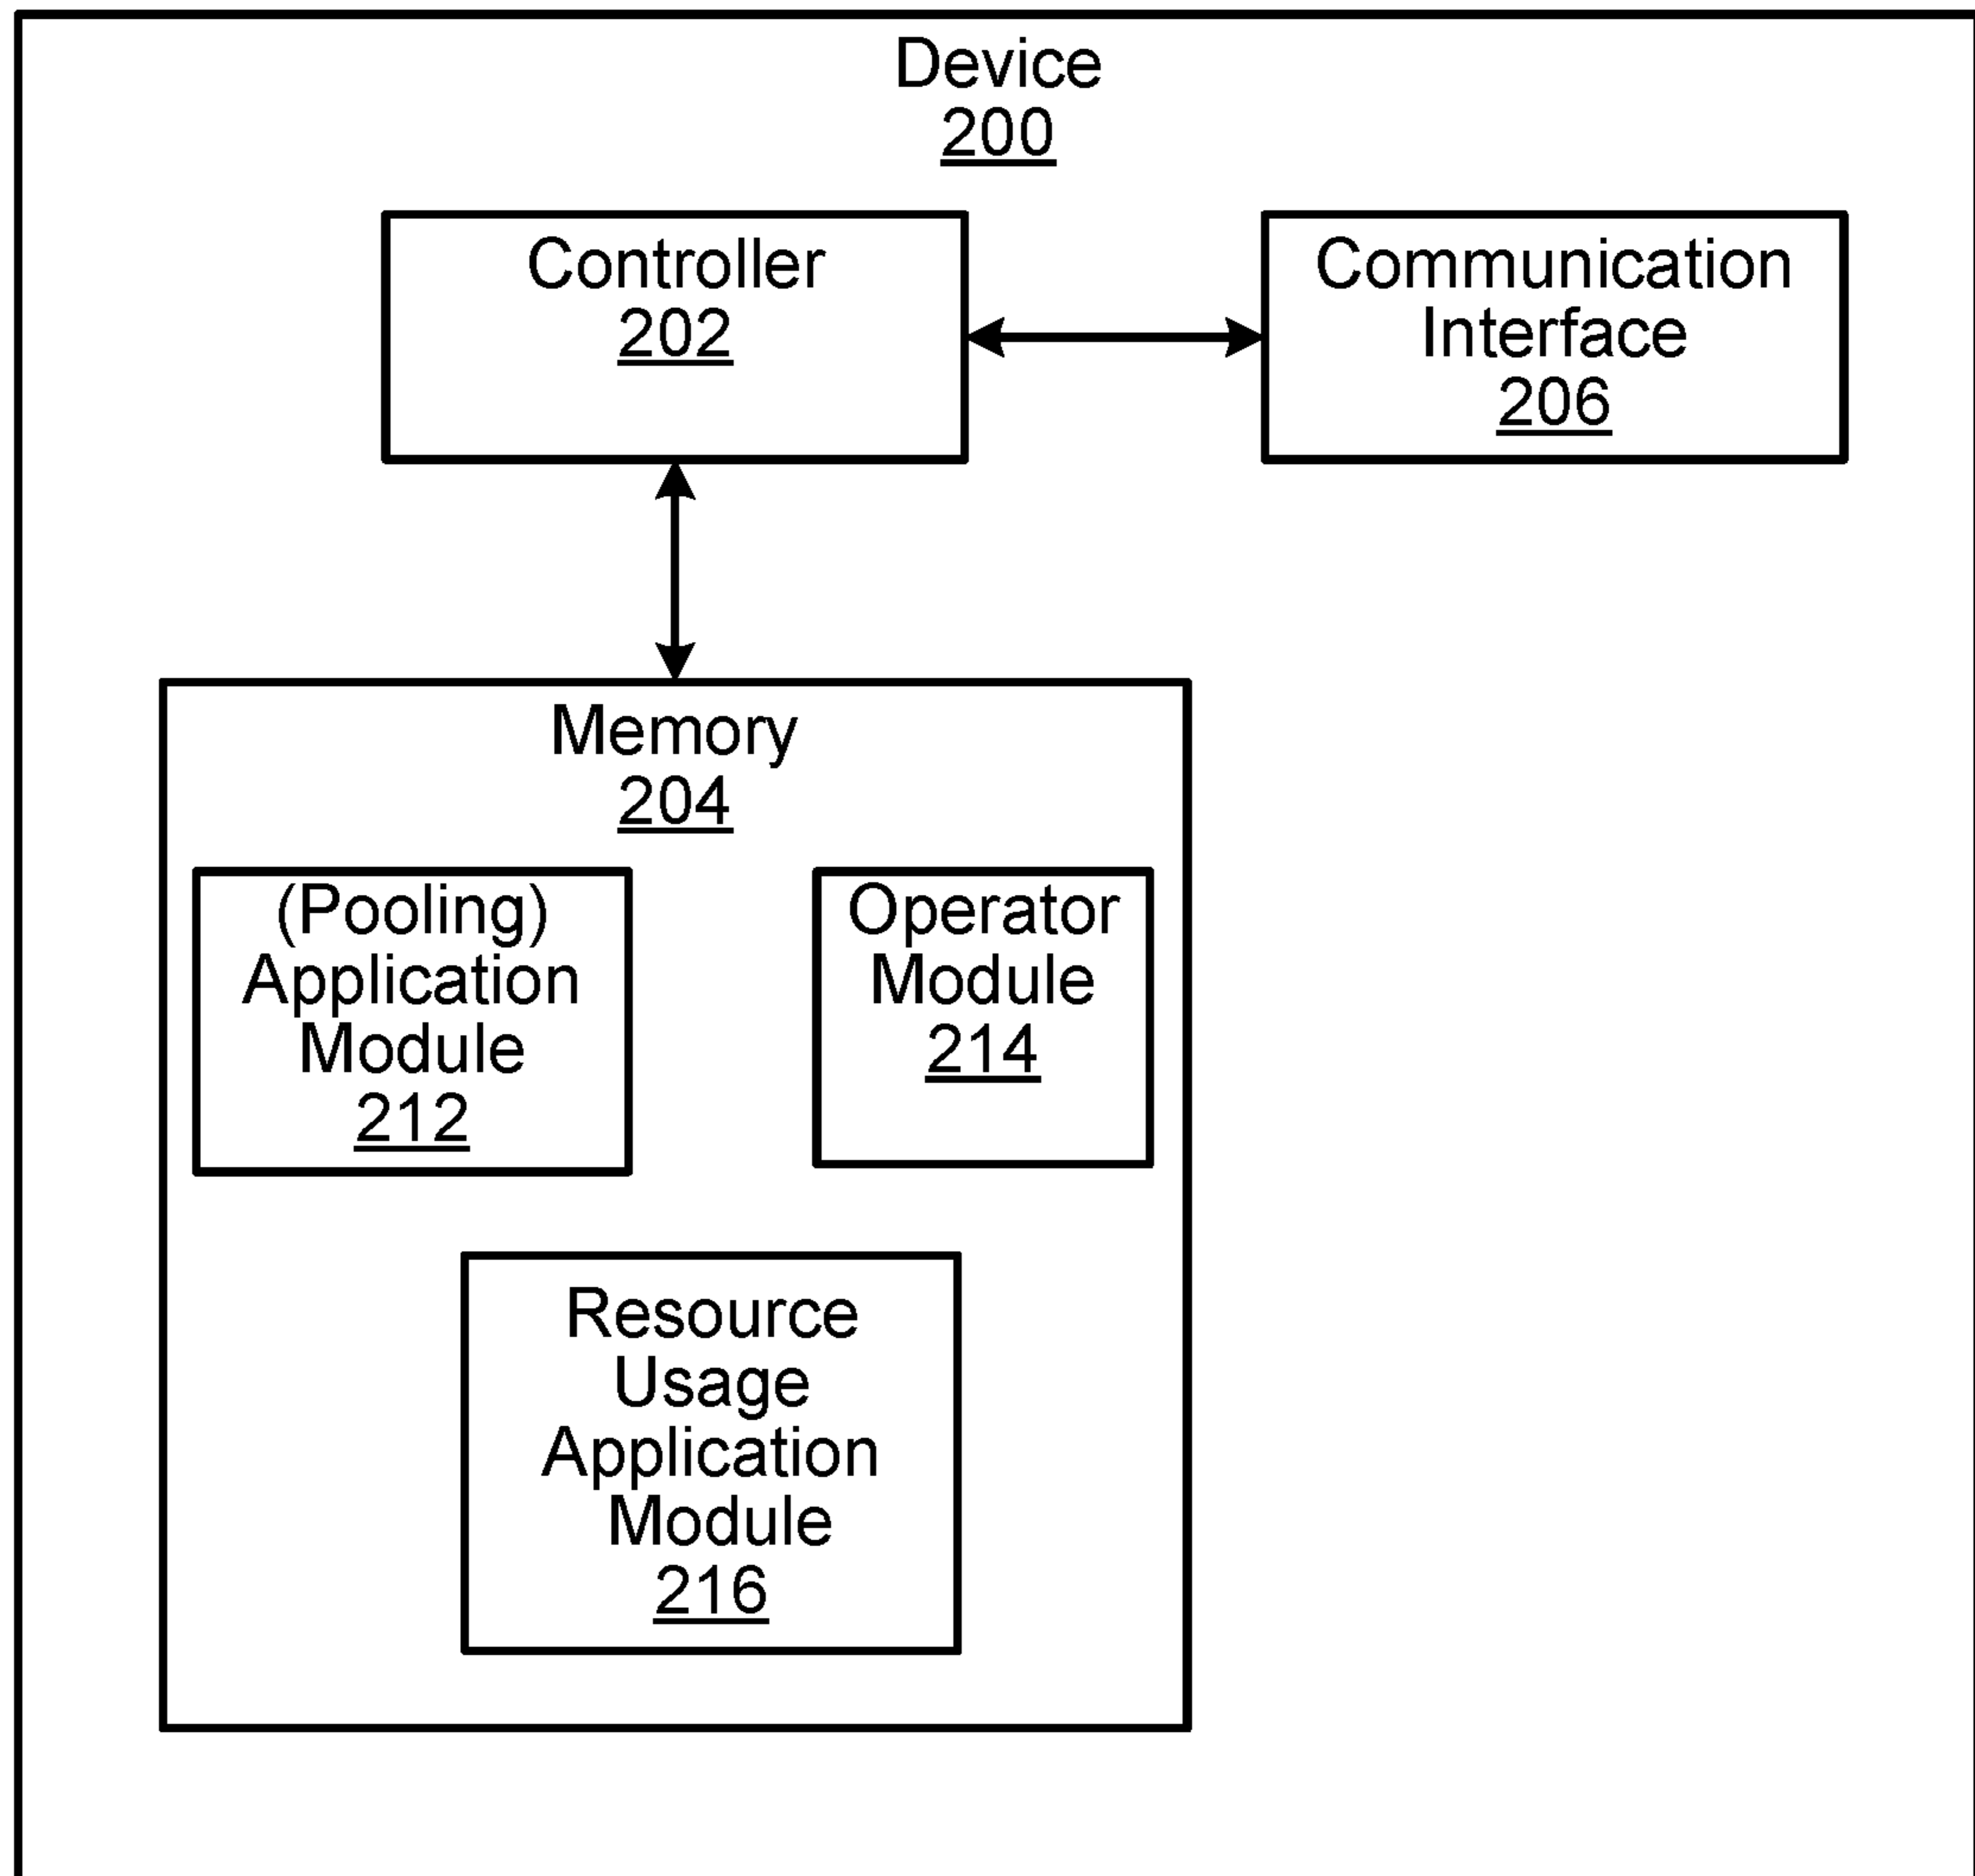 Device
200
Controller
202
Communication
Interface
206
Memory
204
(Pooling)
Application
Module
212
Operator
Module
214
Resource
Usage
Application
Module
216